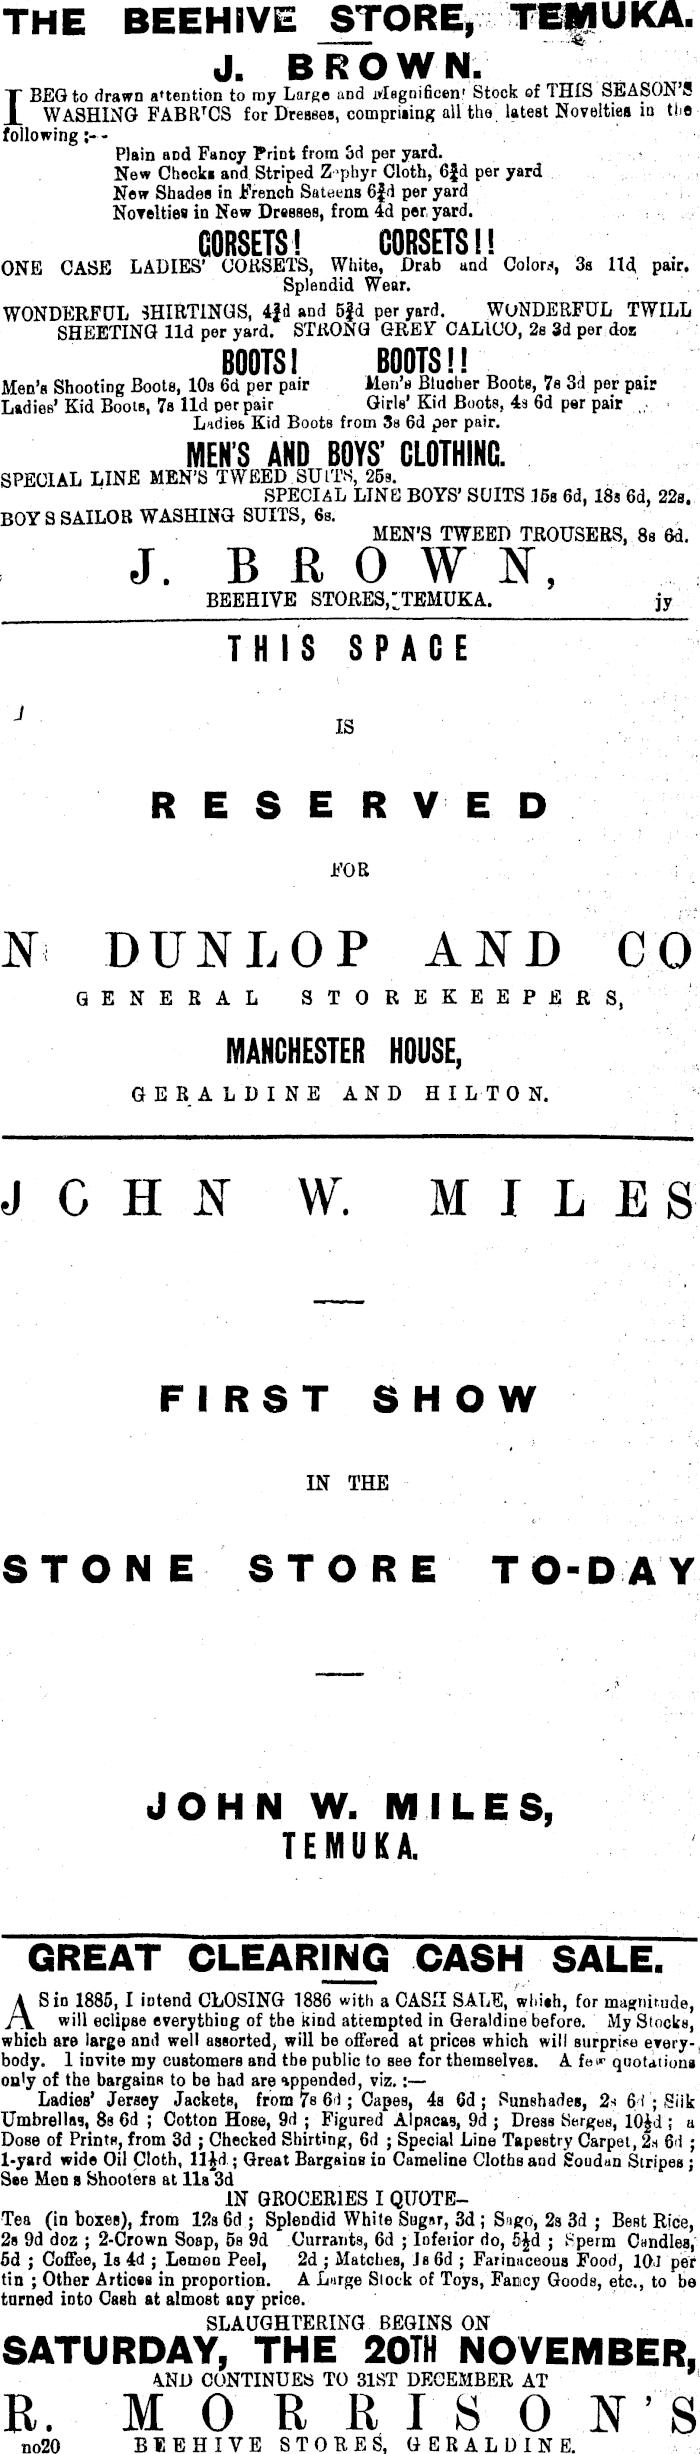 THE BEEHIVE STORE, TEMUKA.
J. BROWN.
I BEG to drawn attention to my Large and Magnificent Stock of THIS SEASON'S
WASHING FABRICS for Dresses, comprising all the latest Novelties in the
following :--
Plain and Fancy Print from 3d per yard.
New Checks and Striped Zephyr Cloth, 6¾d per yard
New Shades in French Sateens 6¾d per yard
Novelties in New Dresses, from 4d per yard.
CORSETS! CORSETS!!
ONE CASE LADIES' CORSETS, White, Drab and Colors, 3s 11d pair.
Splendid Wear.
WONDERFUL SHIRTINGS, 4¾d and 5¾d per yard. WONDERFUL TWILL
SHEETING 11d per yard. STRONG GREY CALICO, 2s 3d per doz
BOOTS! BOOTS!!
Men's Shooting Boots, 10s 6d per pair Men's Blucher Boots, 7s 3d per pair
Ladies' Kid Boots, 7s 11d per pair Girls' Kid Boots, 4s 6d per pair
Ladies Kid Boots from 3s 6d per pair.
MEN'S AND BOYS' CLOTHING.
SPECIAL LINE MEN'S TWEED SUITS, 25s.
SPECIAL LINE BOYS' SUITS 15s 6d, 18s 6d, 22s.
BOYS SAILOR WASHING SUITS, 6s.
MEN'S TWEED TROUSERS, 8s 6d.
J. BROWN,
BEEHIVE STORES, TEMUKA. jy
THIS SPACE
IS
RESERVED
FOR
N DUNLOP AND CO
GENERAL STOREKEEPERS,
MANCHESTER HOUSE,
GERALDINE AND HILTON.
JOHN W. MILES
FIRST SHOW
IN THE
STONE STORE TO-DAY
JOHN W. MILES,
TEMUKA.
GREAT CLEARING CASH SALE.
AS in 1885, I intend CLOSING 1886 with a CASH SALE, which, for magnitude,
will eclipse everything of the kind attempted in Geraldine before. My Stocks,
which are large and well assorted, will be offered at prices which will surprise every-
body. I invite my customers and the public to see for themselves. A few quotations
only of the bargains to be had are appended, viz. :—
Ladies' Jersey Jackets, from 7s 6d ; Capes, 4s 6d ; Sunshades, 2s 6d ; Silk
Umbrellas, 8s 6d ; Cotton Hose, 9d ; Figured Alpacas, 9d ; Dress Serges, 10½d ; a
Dose of Prints, from 3d ; Checked Shirting, 6d ; Special Line Tapestry Carpet, 2s 6d ;
1-yard wide Oil Cloth, 11½d ; Great Bargains in Cameline Cloths and Soudan Stripes ;
See Mens Shooters at 11s 3d
IN GROCERIES I QUOTE—
Tea (in boxes), from 12s 6d ; Splendid White Sugar, 3d ; Sago, 2s 3d ; Best Rice,
2s 9d doz ; 2-Crown Soap, 5s 9d Currants, 6d ; Inferior do, 5½d ; Sperm Candles,
5d ; Coffee, 1s 4d ; Lemon Peel, 2d ; Matches, 1s 6d ; Farinaceous Food, 10d per
tin ; Other Artices in proportion. A Large Stock of Toys, Fancy Goods, etc., to be
turned into Cash at almost any price.
SLAUGHTERING BEGINS ON
SATURDAY, THE 20TH NOVEMBER,
AND CONTINUES TO 31ST DECEMBER AT
R. MORRISON'S
no20 BEEHIVE STORES, GERALDINE.